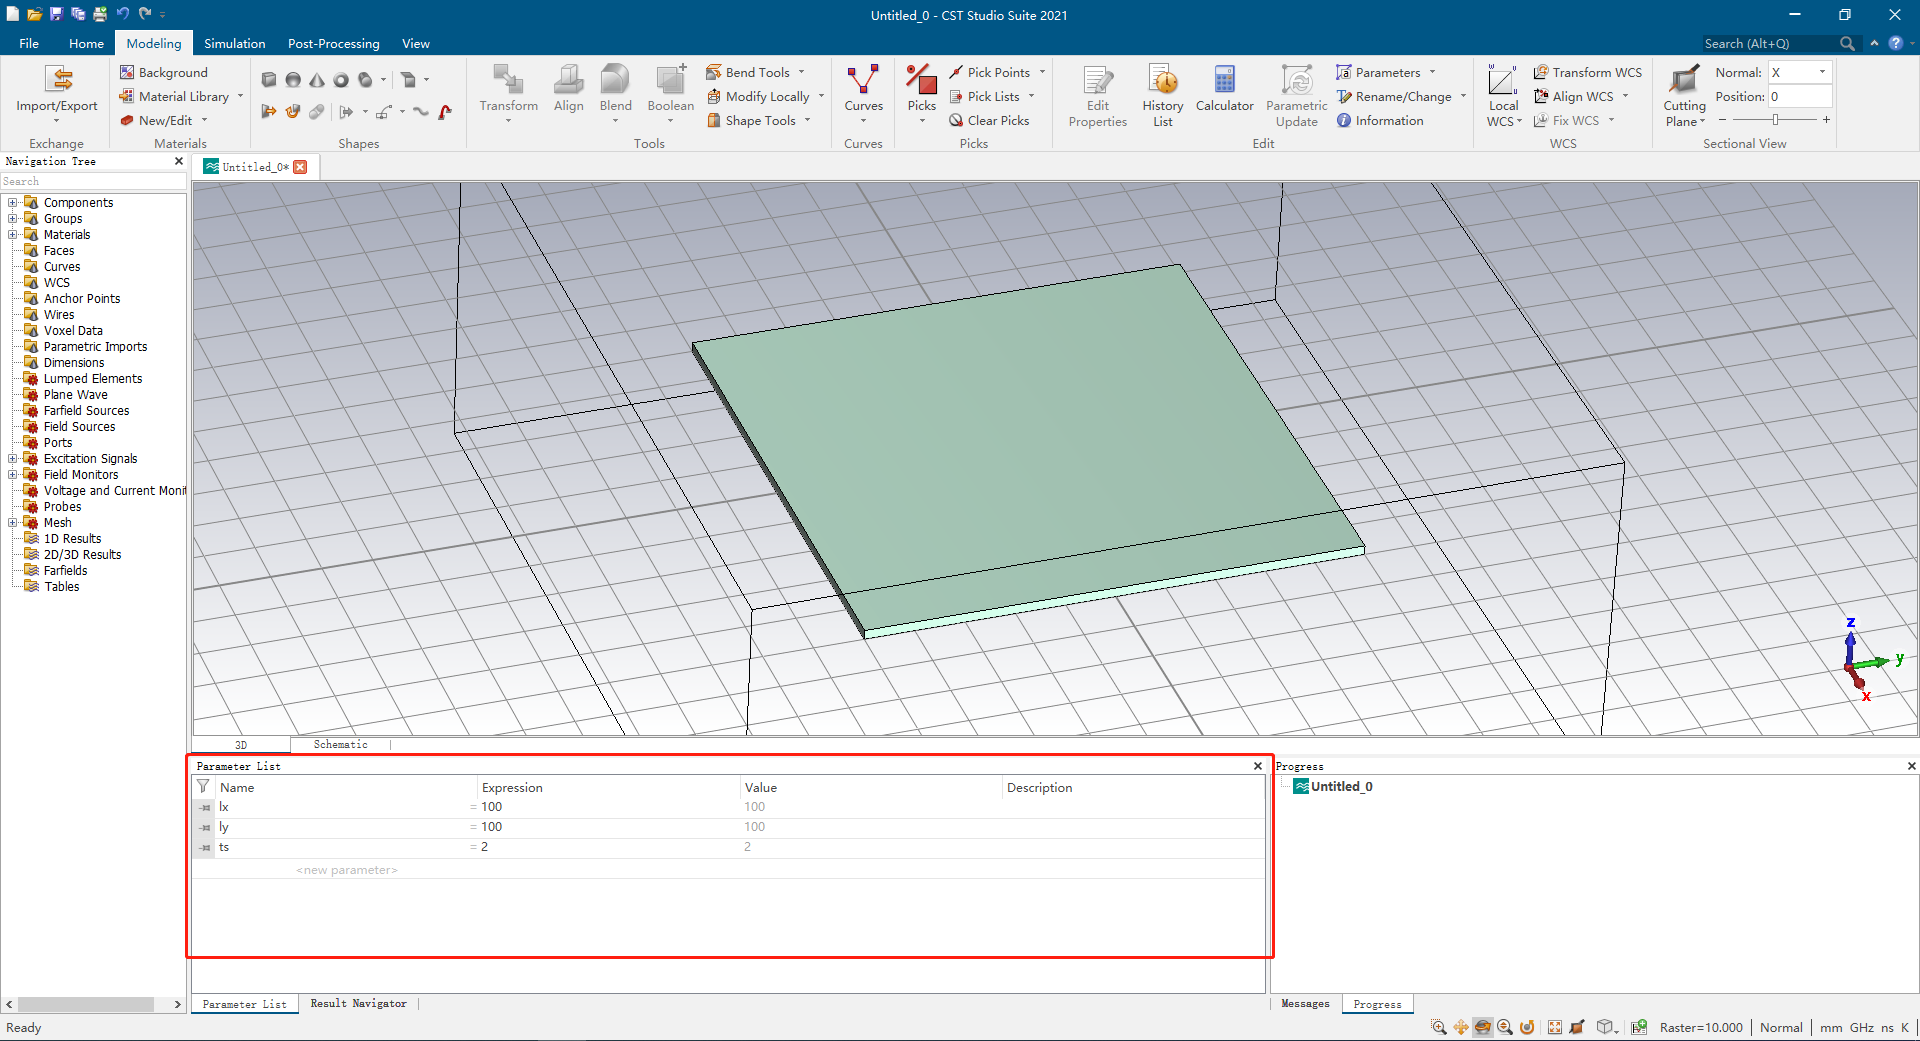 Untitled_0 - CST Studio Suite 2021
File Home Modeling Simulation Post-Processing View Search (Alt+Q)
Import/Export
Exchange
Background
Material Library
New/Edit
Materials
Shapes
Transform
Align
Blend
Boolean
Bend Tools
Modify Locally
Shape Tools
Tools
Curves
Curves
Picks
Pick Points
Pick Lists
Clear Picks
Picks
Edit Properties
History List
Calculator
Parametric Update
Parameters
Rename/Change
Information
Edit
Local WCS
Transform WCS
Align WCS
Fix WCS
WCS
Cutting Plane
Normal: X
Position: 0
Sectional View
Navigation Tree
Search
Components
Groups
Materials
Faces
Curves
WCS
Anchor Points
Wires
Voxel Data
Parametric Imports
Dimensions
Lumped Elements
Plane Wave
Farfield Sources
Field Sources
Ports
Excitation Signals
Field Monitors
Voltage and Current Monit
Probes
Mesh
1D Results
2D/3D Results
Farfields
Tables
Untitled_0*
z
y
x
3D Schematic
Parameter List
Name Expression Value Description
lx = 100 100
ly = 100 100
ts = 2 2
<new parameter>
Parameter List Result Navigator
Progress
Untitled_0
Messages Progress
Ready
Raster=10.000 Normal mm GHz ns K